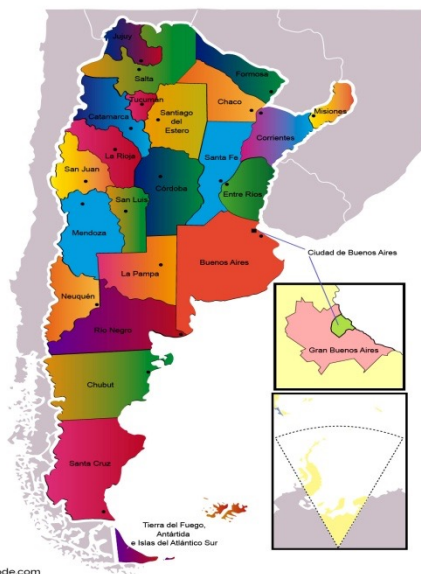 Jujuy
Formosa
Salta
Tucumán
Chaco
Misiones
Catamarca
Santiago
del
Estero
Corrientes
La Rioja
Santa Fe
San Juan
Córdoba
San Luis
Entre Ríos
Mendoza
Ciudad de Buenos Aires
La Pampa
Buenos Aires
Neuquén
Río Negro
Gran Buenos Aires
Chubut
Santa Cruz
Tierra del Fuego,
Antártida
e Islas del Atlántico Sur
de.com